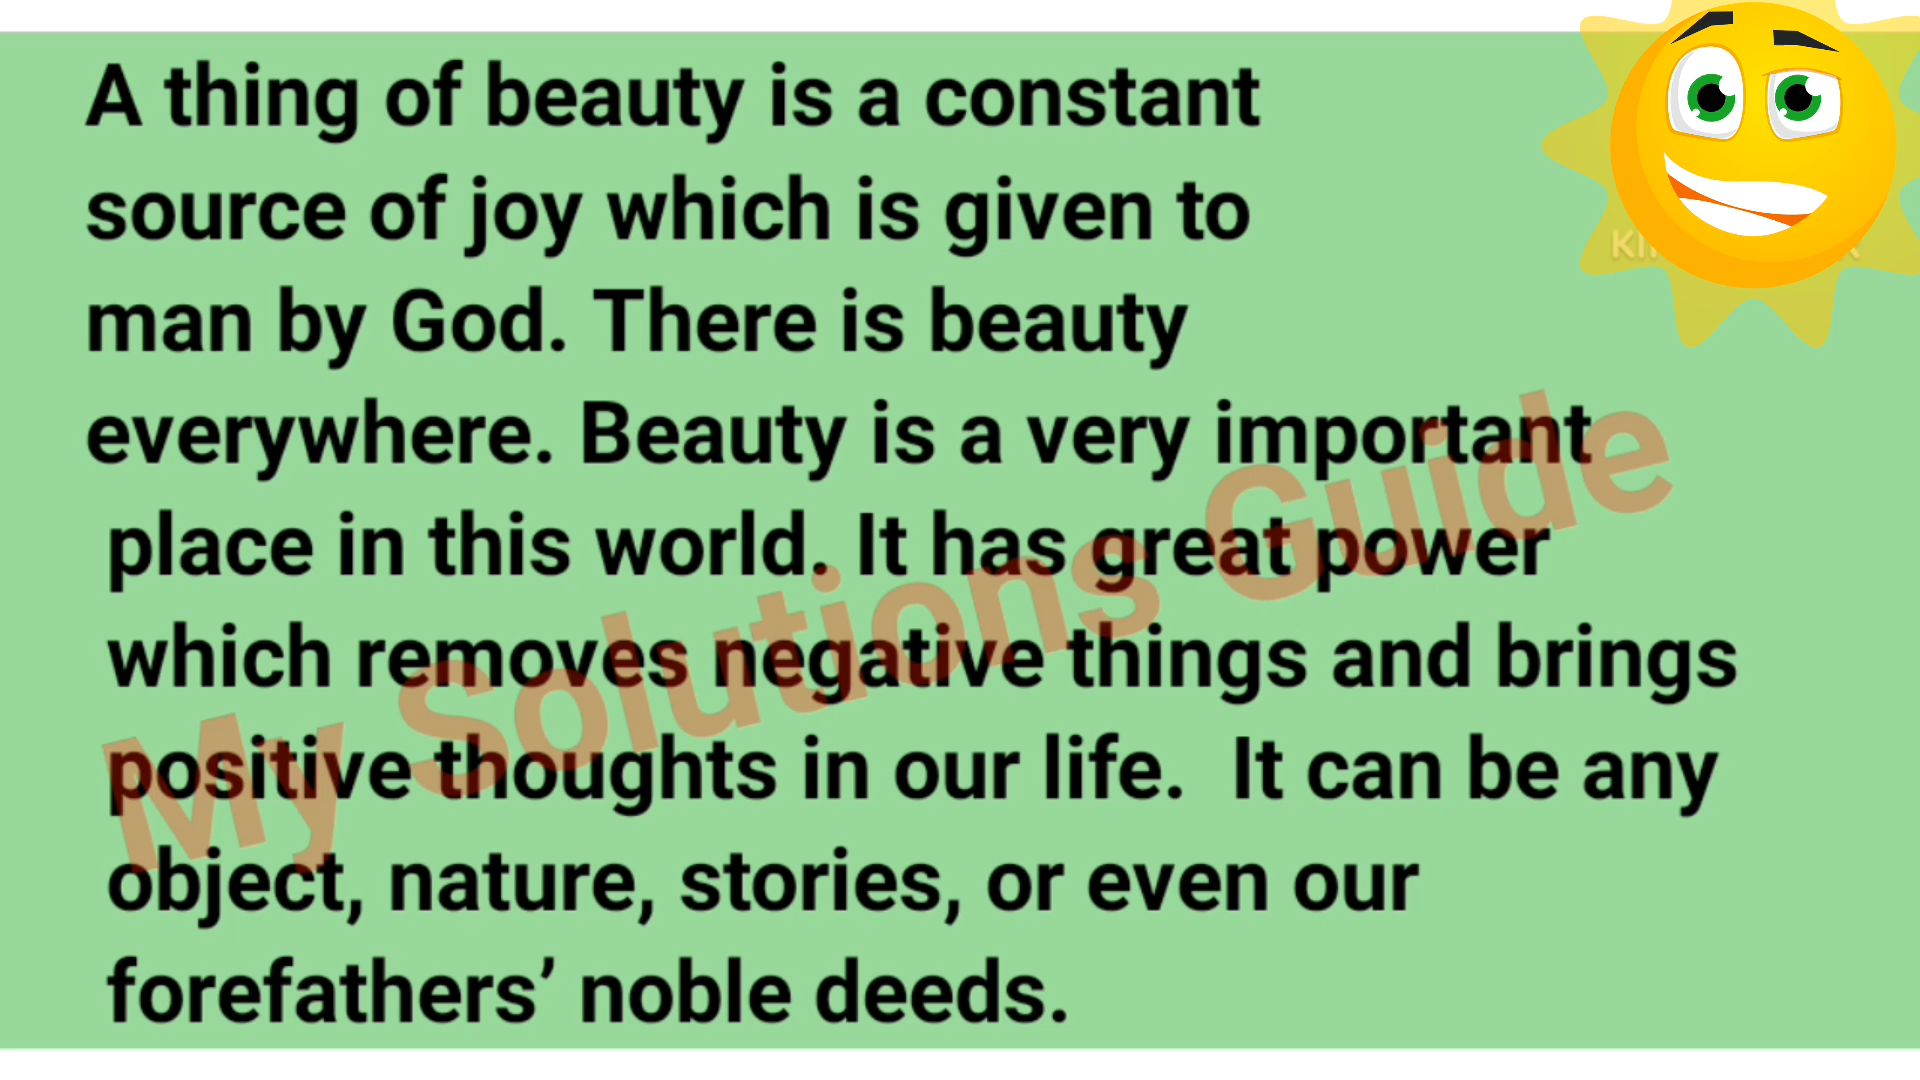 A thing of beauty is a constant
source of joy which is given to
man by God. There is beauty
everywhere. Beauty is a very important
place in this world. It has great power
which removes negative things and brings
positive thoughts in our life. It can be any
object, nature, stories, or even our
forefathers’ noble deeds.
My Solutions Guide